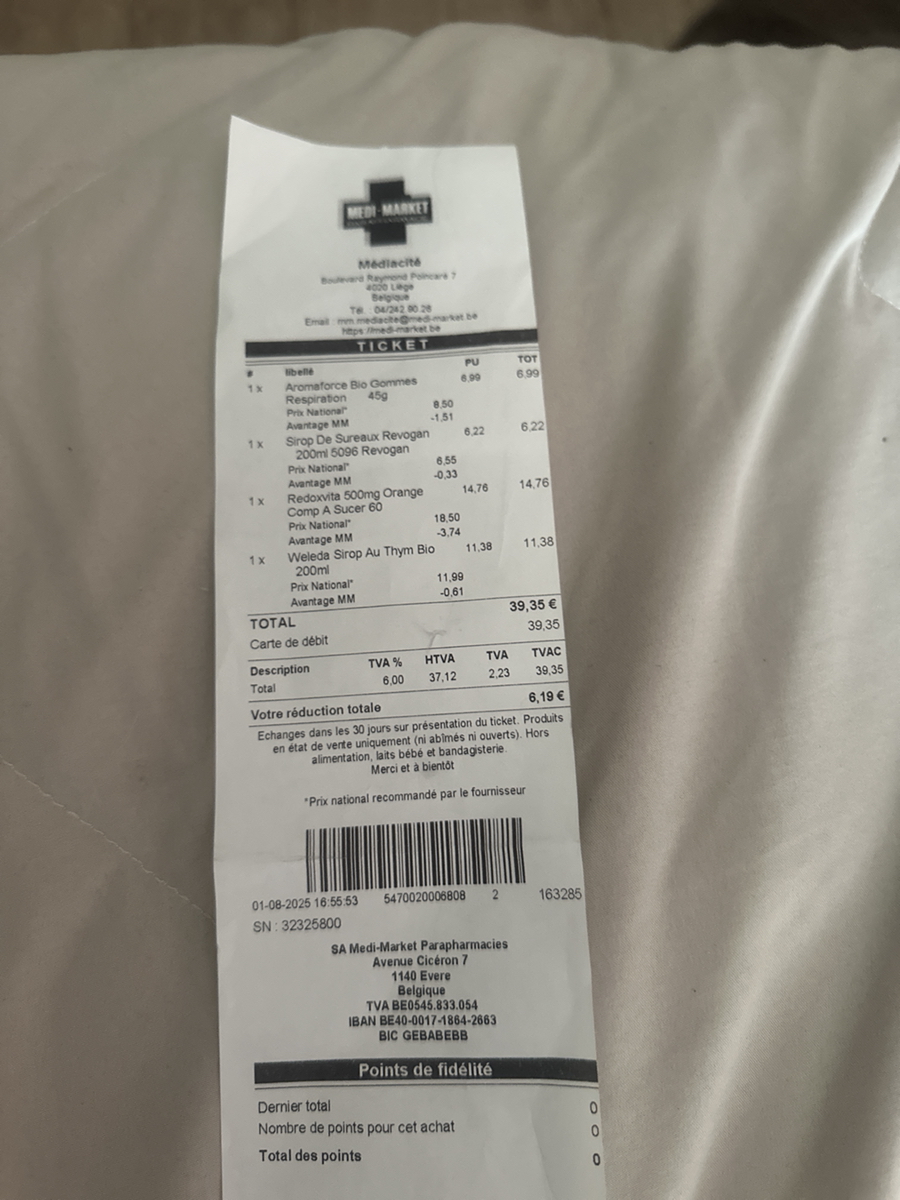 MEDI-MARKET
Médiacité
Boulevard Raymond Poincaré 7
4020 Liège
Belgique
Tél : 04/242.90.26
Email : mm.mediacite@medi-market.be
https://medi-market.be
TICKET
# libellé PU TOT
1 x Aromaforce Bio Gommes 6,99 6,99
Respiration 45g
Prix National* 8,50
Avantage MM -1,51
1 x Sirop De Sureaux Revogan 6,22 6,22
200ml 5096 Revogan
Prix National* 6,55
Avantage MM -0,33
1 x Redoxvita 500mg Orange 14,76 14,76
Comp A Sucer 60
Prix National* 18,50
Avantage MM -3,74
1 x Weleda Sirop Au Thym Bio 11,38 11,38
200ml
Prix National* 11,99
Avantage MM -0,61
TOTAL 39,35 €
Carte de débit 39,35
Description TVA % HTVA TVA TVAC
Total 6,00 37,12 2,23 39,35
Votre réduction totale 6,19 €
Echanges dans les 30 jours sur présentation du ticket. Produits
en état de vente uniquement (ni abîmés ni ouverts). Hors
alimentation, laits bébé et bandagisterie.
Merci et à bientôt
*Prix national recommandé par le fournisseur
01-08-2025 16:55:53 5470020006808 2 163285
SN : 32325800
SA Medi-Market Parapharmacies
Avenue Cicéron 7
1140 Evere
Belgique
TVA BE0545.833.054
IBAN BE40-0017-1864-2663
BIC GEBABEBB
Points de fidélité
Dernier total 0
Nombre de points pour cet achat 0
Total des points 0